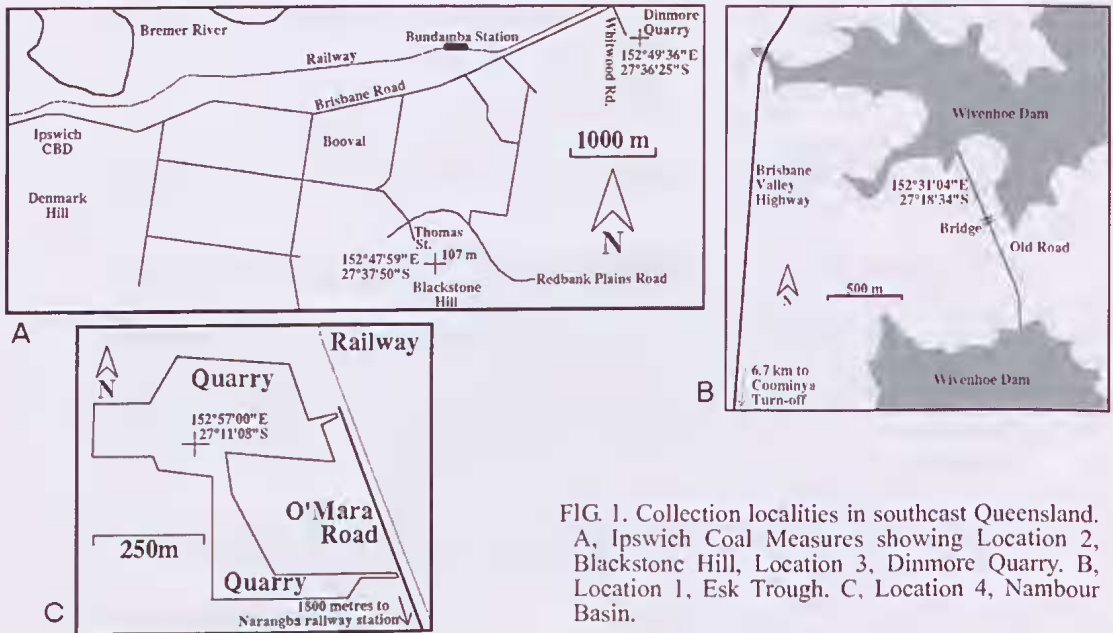 Bremer River
Railway
Bundamba Station
Dinmore
Quarry
152°49'36"E
27°36'25"S
Whitwood Rd.
Brisbane Road
Ipswich
CBD
Booval
1000 m
Denmark
Hill
N
Thomas
St.
107 m
152°47'59"E
27°37'50"S
Blackstone
Hill
Redbank Plains Road
A
Wivenhoe Dam
Brisbane
Valley
Highway
152°31'04"E
27°18'34"S
Bridge
Old Road
N
500 m
6.7 km to
Coominya
Turn-off
Wivenhoe Dam
B
Railway
N
Quarry
152°57'00"E
27°11'08"S
O'Mara
Road
250m
Quarry
1800 metres to
Narangba railway station
C
FIG. 1. Collection localities in southeast Queensland.
A, Ipswich Coal Measures showing Location 2,
Blackstone Hill, Location 3, Dinmore Quarry. B,
Location 1, Esk Trough. C, Location 4, Nambour
Basin.